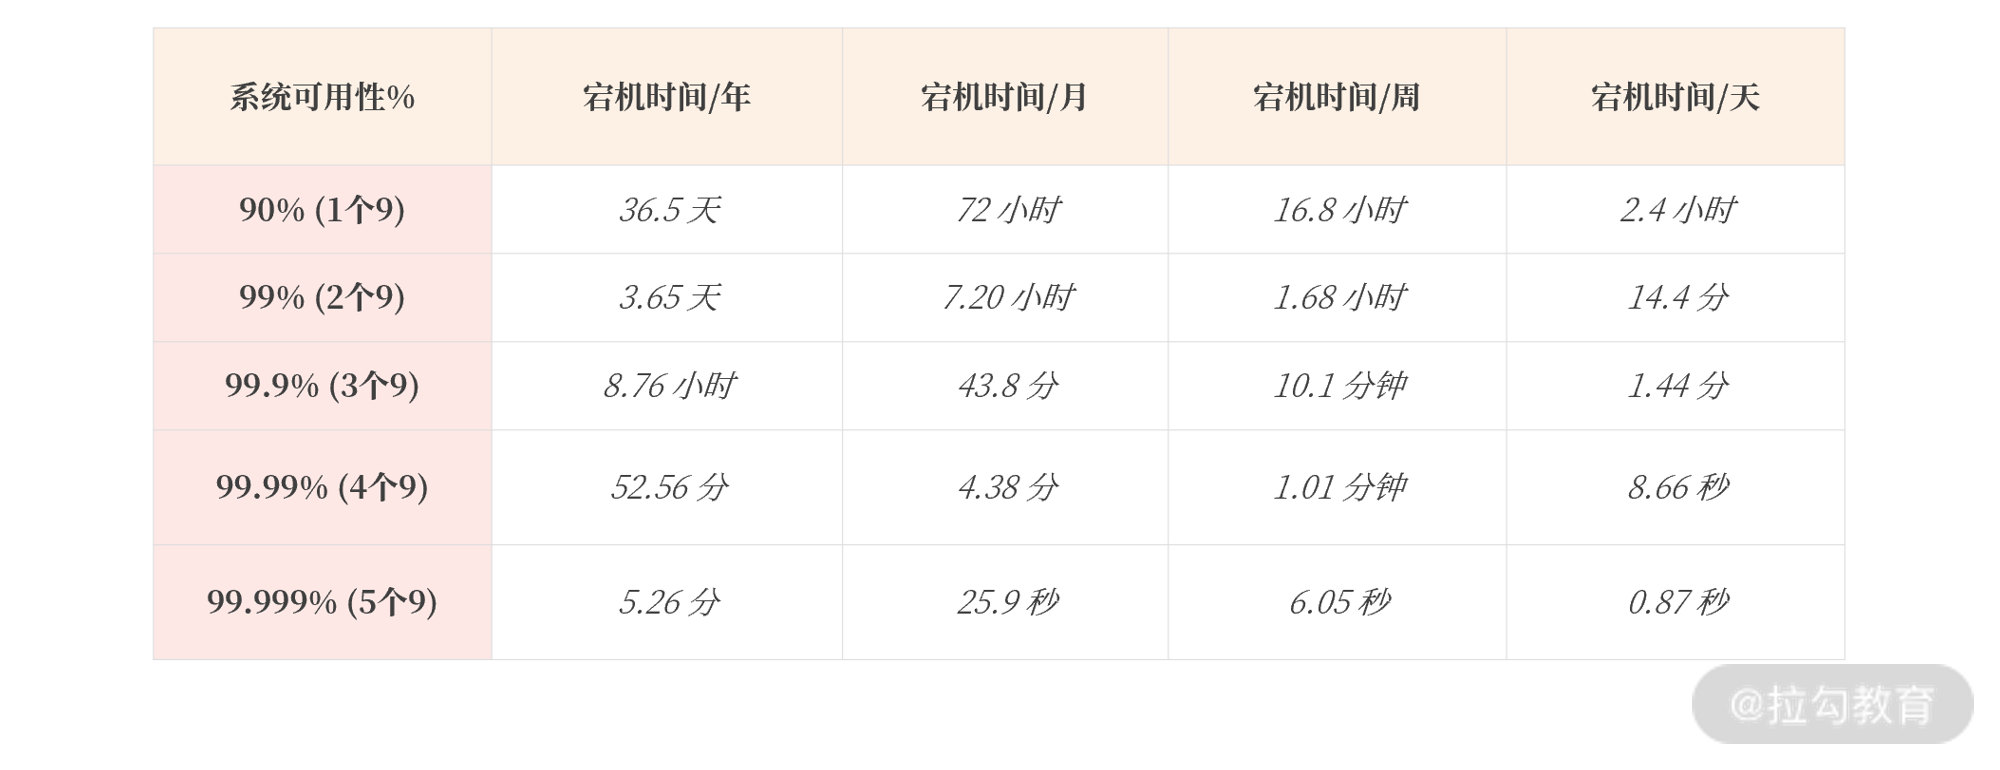 系统可用性% 宕机时间/年 宕机时间/月 宕机时间/周 宕机时间/天
90% (1个9) 36.5 天 72 小时 16.8 小时 2.4 小时
99% (2个9) 3.65 天 7.20 小时 1.68 小时 14.4 分
99.9% (3个9) 8.76 小时 43.8 分 10.1 分钟 1.44 分
99.99% (4个9) 52.56 分 4.38 分 1.01 分钟 8.66 秒
99.999% (5个9) 5.26 分 25.9 秒 6.05 秒 0.87 秒
@拉勾教育